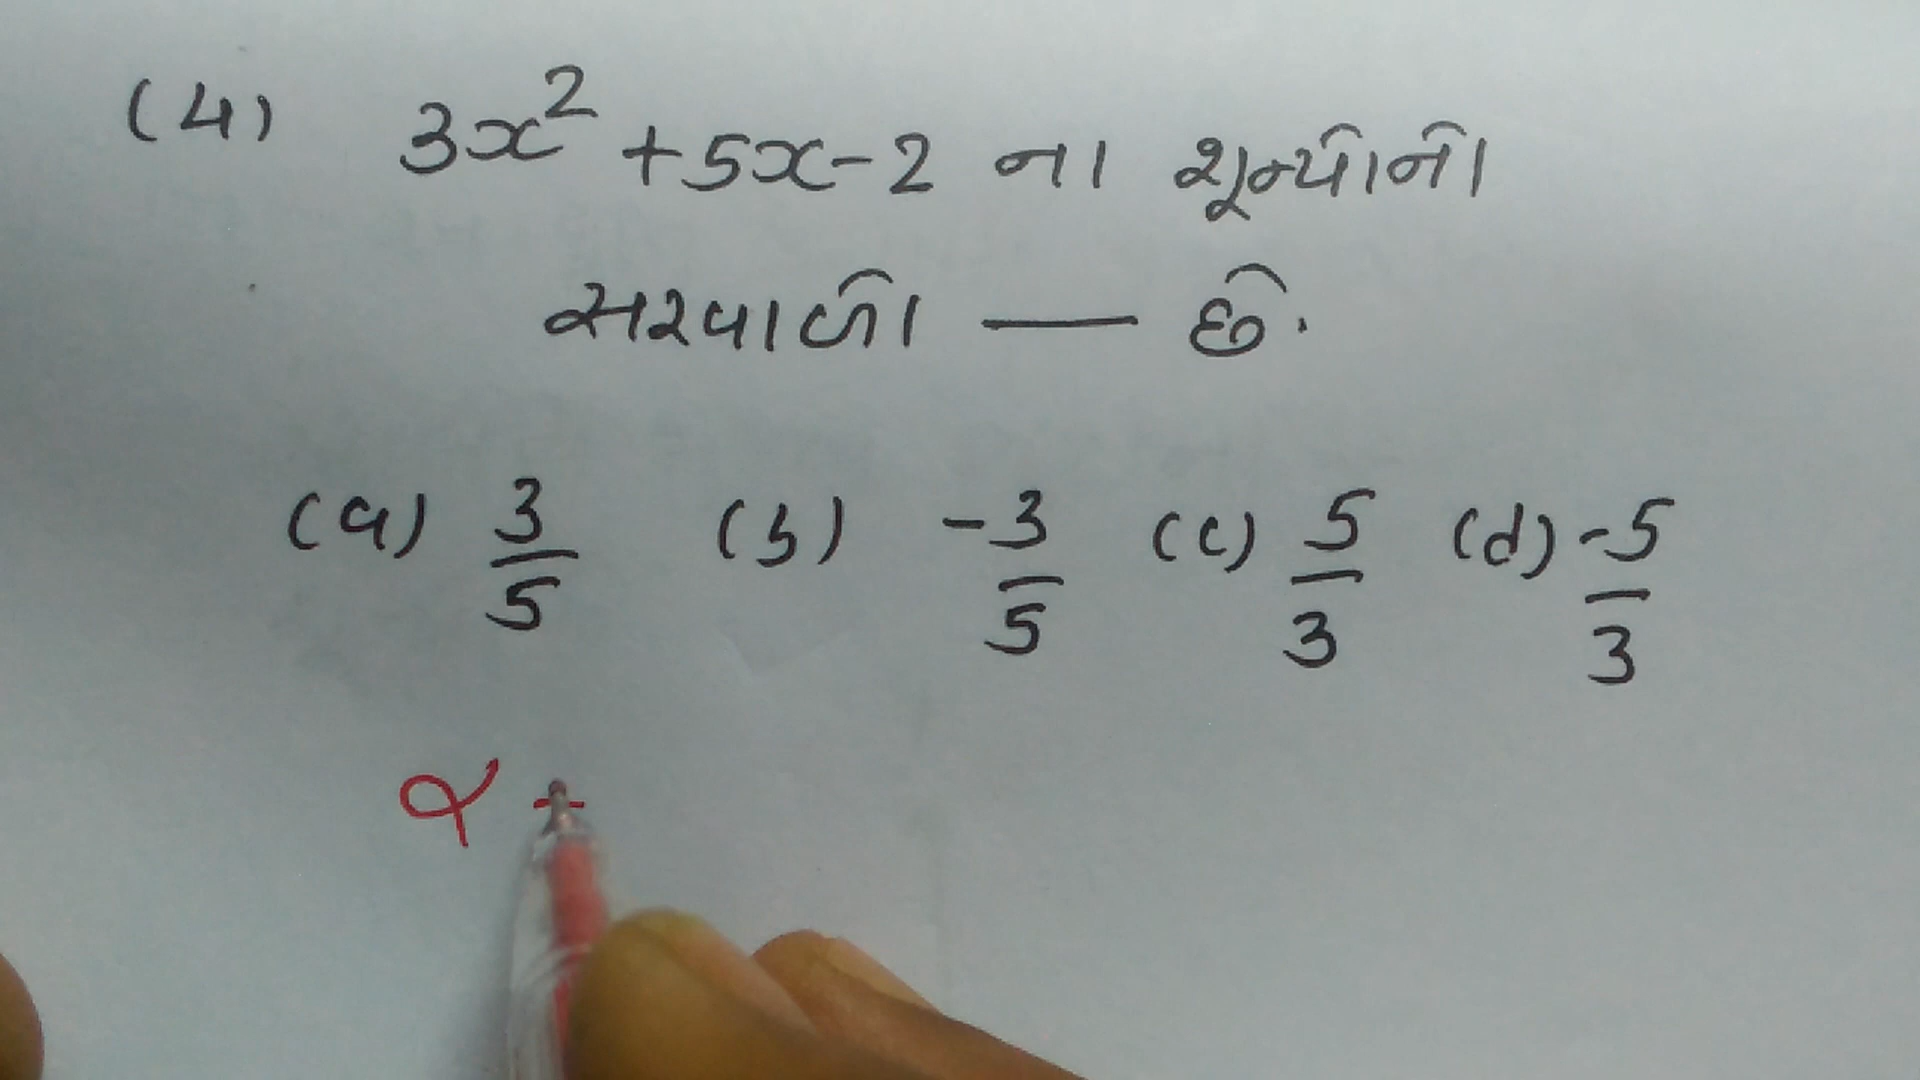 (4) 3x² + 5x - 2 ના શૂન્યોનો
સરવાળો — છે.
(a) 3/5 (b) -3/5 (c) 5/3 (d) -5/3
α +